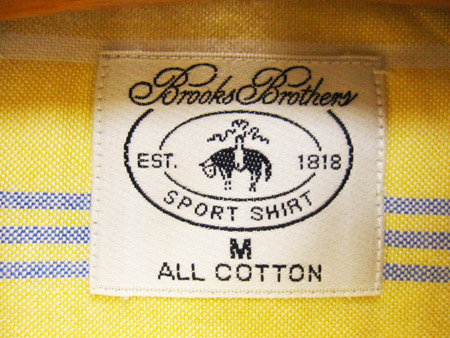 Brooks Brothers
EST. 1818
SPORT SHIRT
M
ALL COTTON